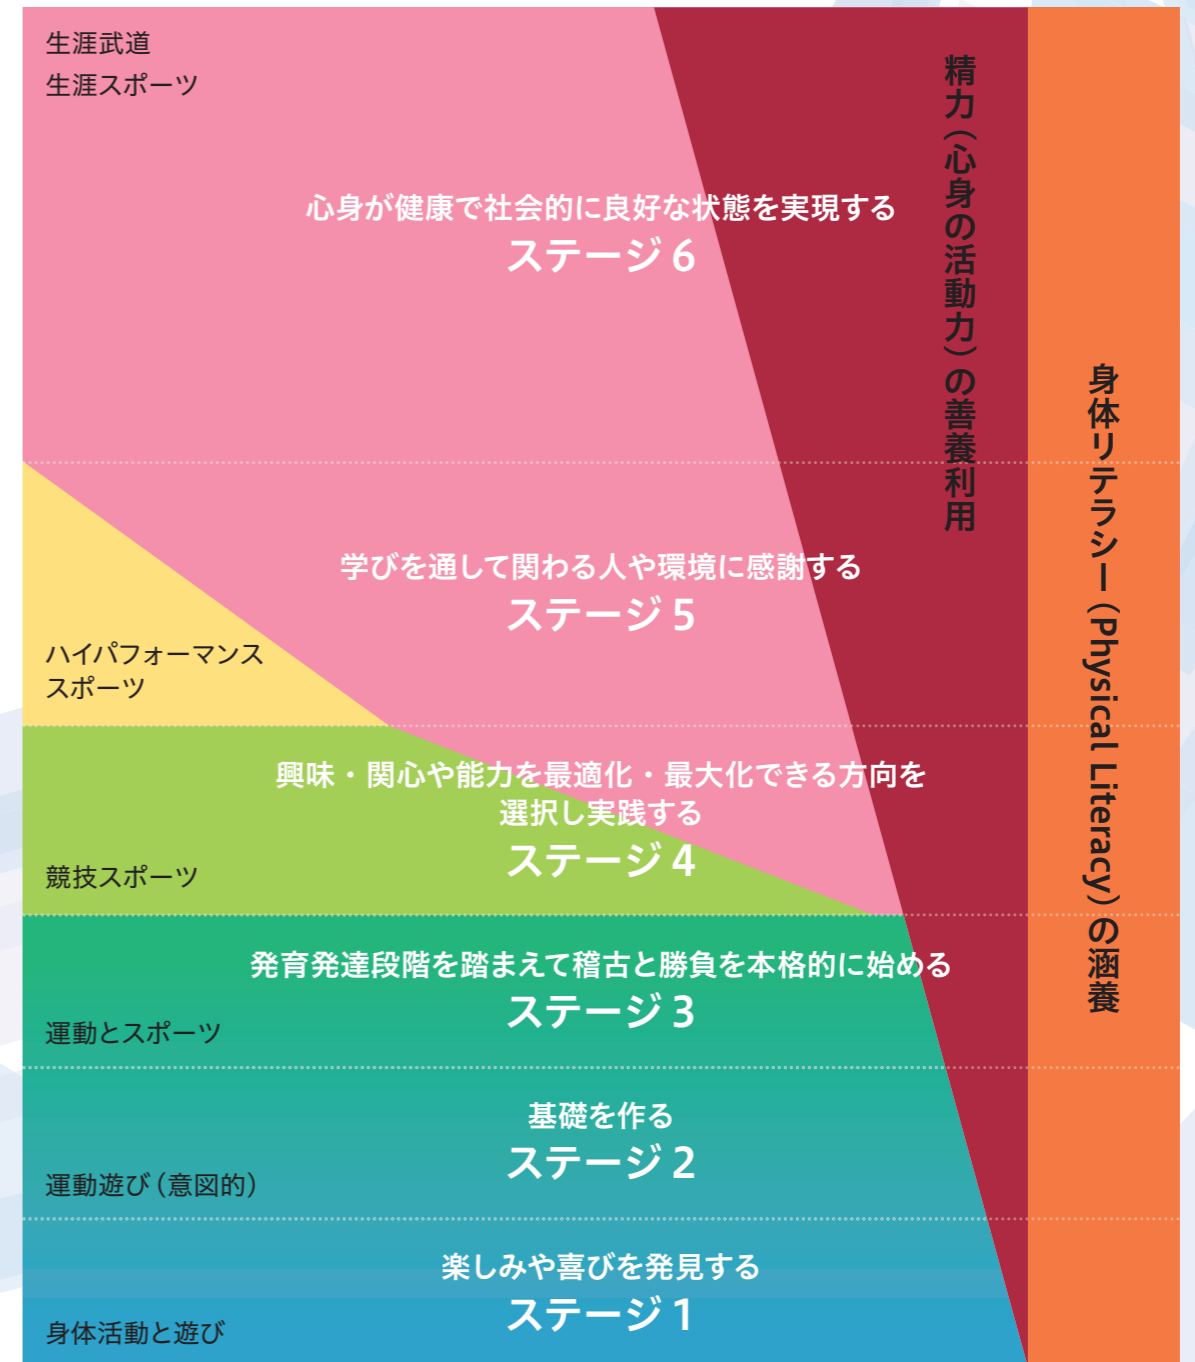 生涯武道
生涯スポーツ
心身が健康で社会的に良好な状態を実現する
ステージ 6
精力（心身の活動力）の善養利用
身体リテラシー（Physical Literacy）の涵養
学びを通して関わる人や環境に感謝する
ステージ 5
ハイパフォーマンス
スポーツ
興味・関心や能力を最適化・最大化できる方向を
選択し実践する
ステージ 4
競技スポーツ
発育発達段階を踏まえて稽古と勝負を本格的に始める
ステージ 3
運動とスポーツ
基礎を作る
ステージ 2
運動遊び（意図的）
楽しみや喜びを発見する
ステージ 1
身体活動と遊び